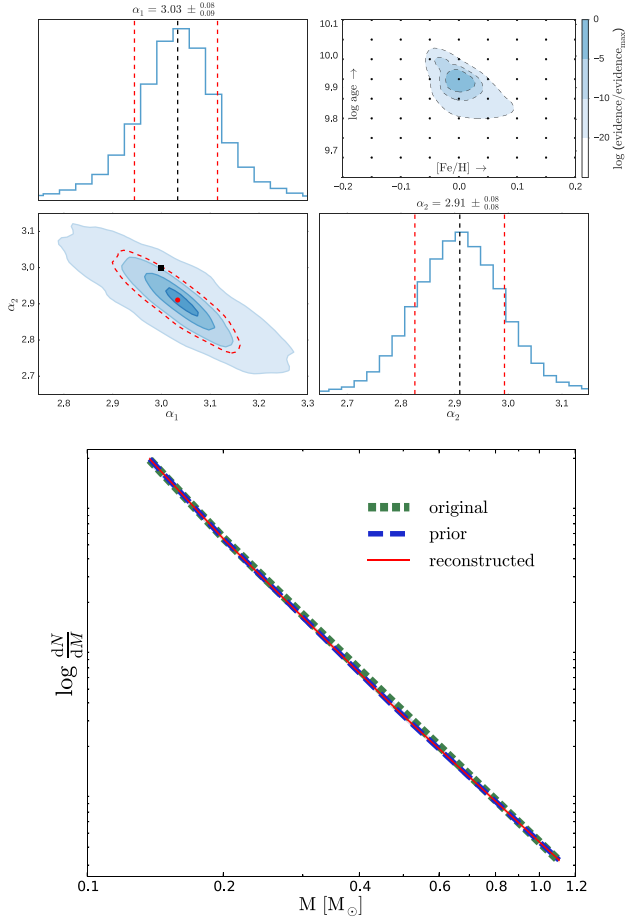 α₁ = 3.03 ± 0.08 0.09
10.1
10.0
9.9
9.8
9.7
log age →
[Fe/H] →
−0.2 −0.1 0.0 0.1 0.2
0
−5
−10
−20
log (evidence/evidence_max)
3.1
3.0
2.9
2.8
2.7
α₂
2.8 2.9 3.0 3.1 3.2 3.3
α₁
α₂ = 2.91 ± 0.08 0.08
2.7 2.8 2.9 3.0 3.1
α₂
original
prior
reconstructed
log dN/dM
0.1 0.2 0.4 0.6 0.8 1.0 1.2
M [M⊙]